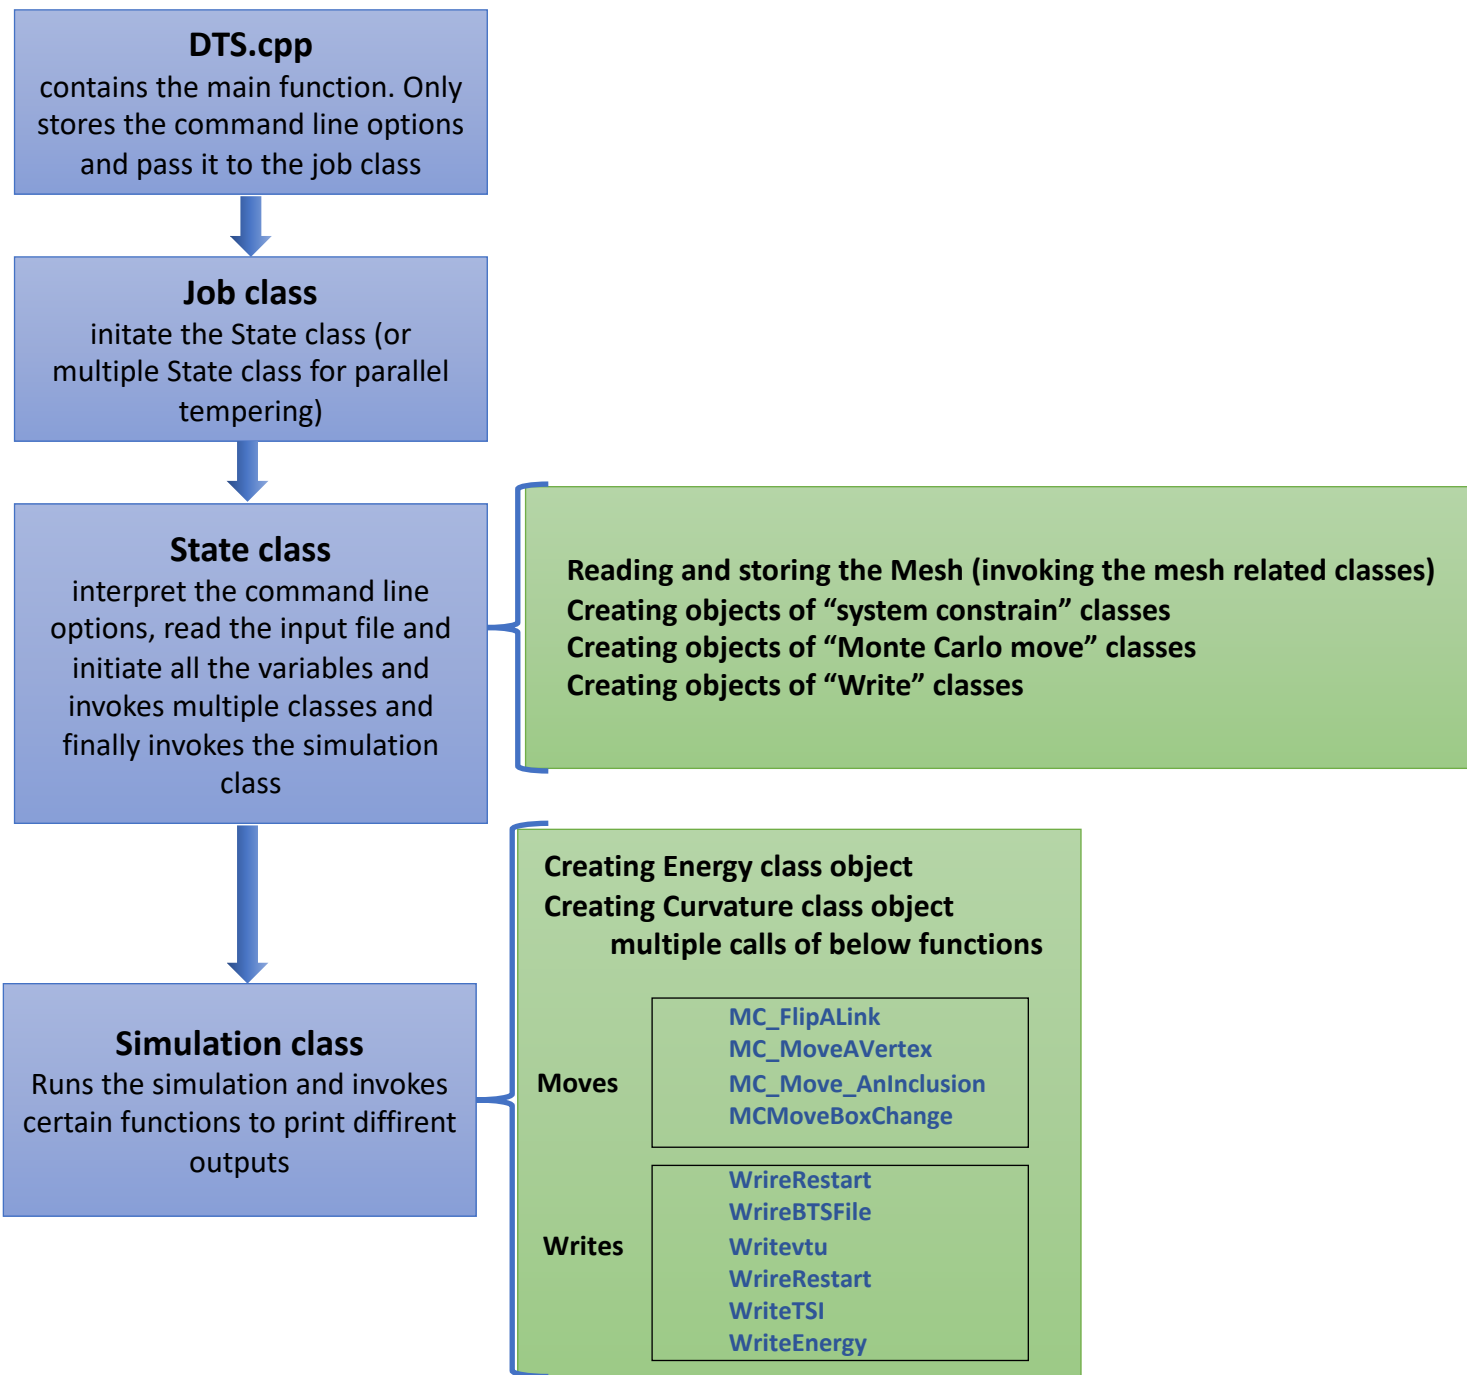 DTS.cpp
contains the main function. Only
stores the command line options
and pass it to the job class
Job class
initate the State class (or
multiple State class for parallel
tempering)
State class
interpret the command line
options, read the input file and
initiate all the variables and
invokes multiple classes and
finally invokes the simulation
class
Reading and storing the Mesh (invoking the mesh related classes)
Creating objects of “system constrain” classes
Creating objects of “Monte Carlo move” classes
Creating objects of “Write” classes
Simulation class
Runs the simulation and invokes
certain functions to print diffirent
outputs
Creating Energy class object
Creating Curvature class object
multiple calls of below functions
Moves
MC_FlipALink
MC_MoveAVertex
MC_Move_AnInclusion
MCMoveBoxChange
Writes
WrireRestart
WrireBTSFile
Writevtu
WrireRestart
WriteTSI
WriteEnergy